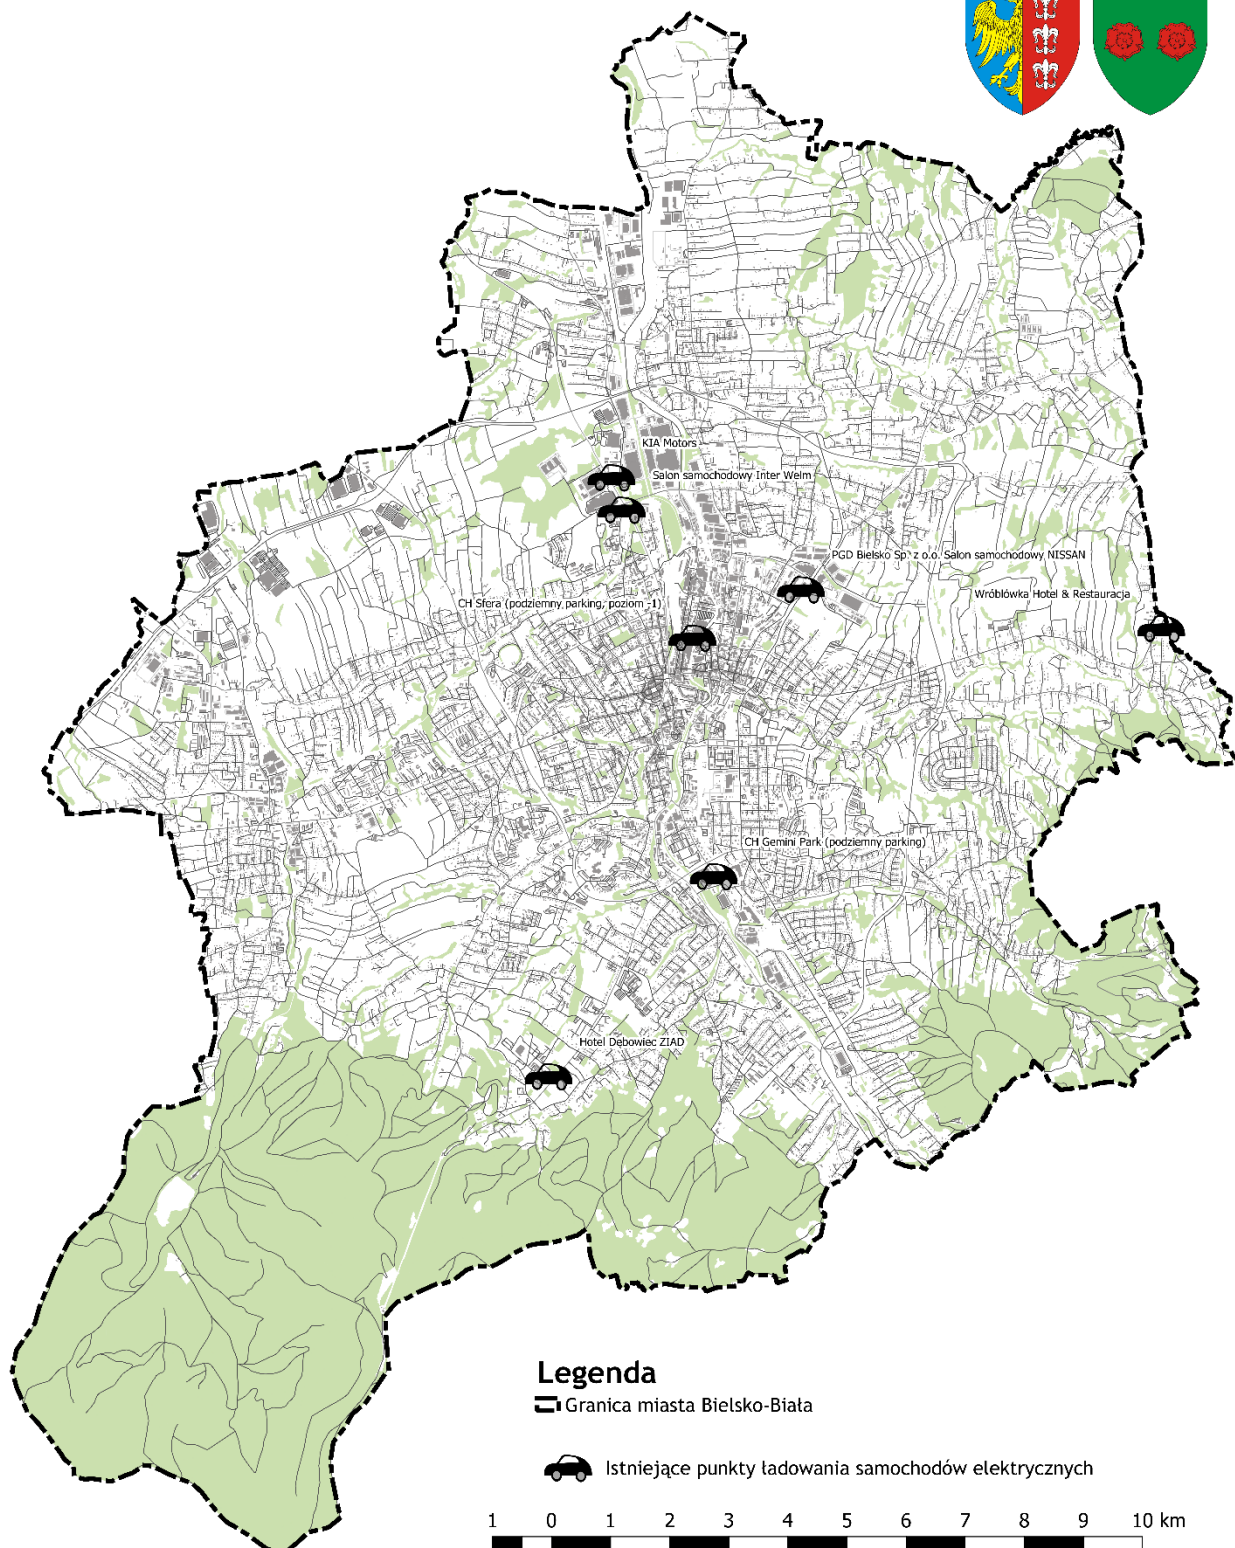 KIA Motors
Salon samochodowy Inter Welm
PGD Bielsko Sp. z o.o. Salon samochodowy NISSAN
Wróblówka Hotel & Restauracja
CH Sfera (podziemny parking, poziom -1)
CH Gemini Park (podziemny parking)
Hotel Dębowiec ZIAD
Legenda
Granica miasta Bielsko-Biała
Istniejące punkty ładowania samochodów elektrycznych
1 0 1 2 3 4 5 6 7 8 9 10 km